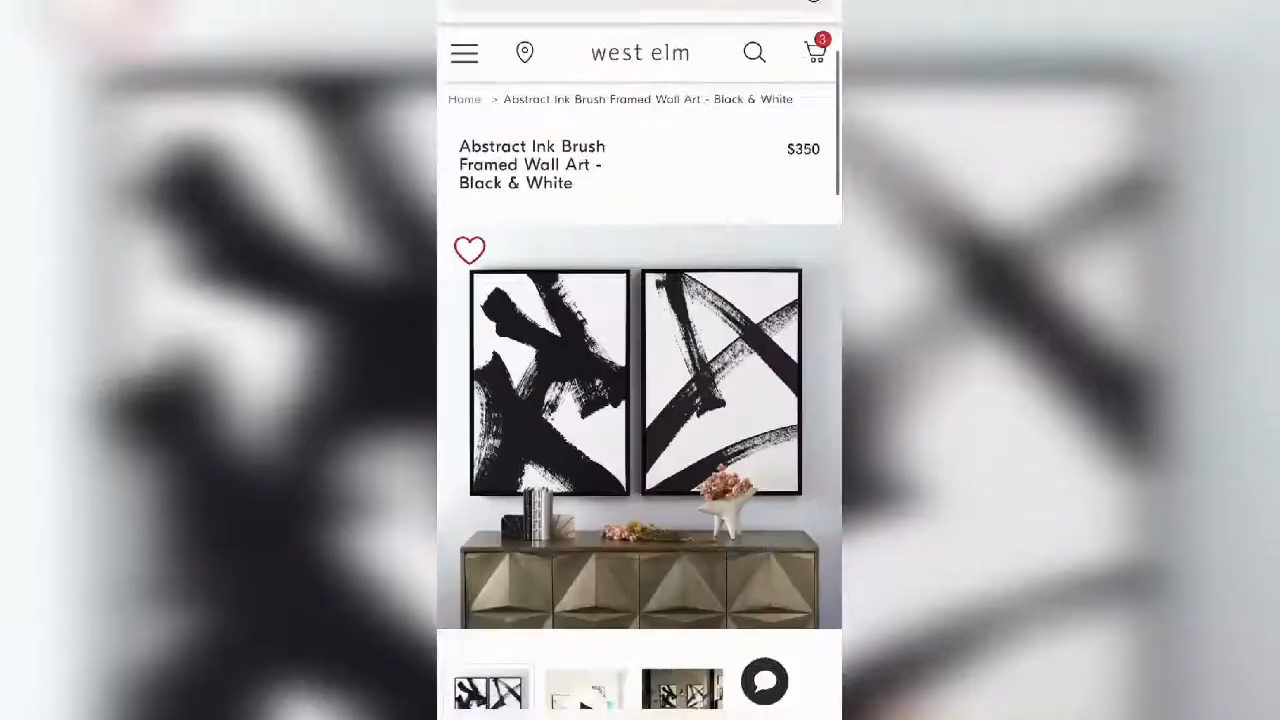 west elm
3
Home > Abstract Ink Brush Framed Wall Art - Black & White
Abstract Ink Brush
Framed Wall Art -
Black & White
$350